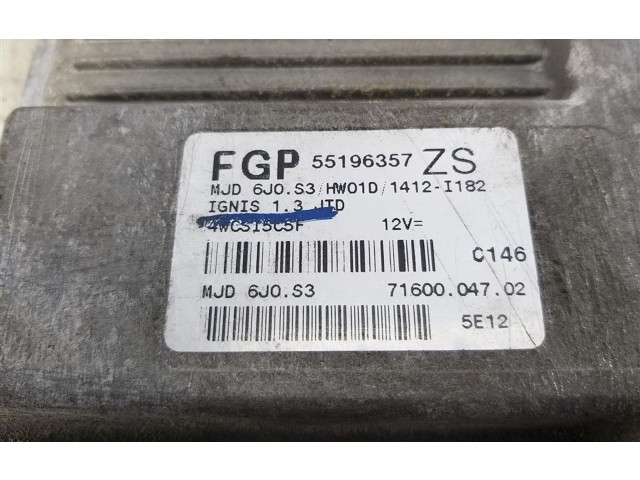 FGP 55196357 ZS
MJD 6J0.S3/HW01D/1412-I182
IGNIS 1.3 JTD
4WCS15CSF 12V=
C146
MJD 6J0.S3 71600.047.02
5E12